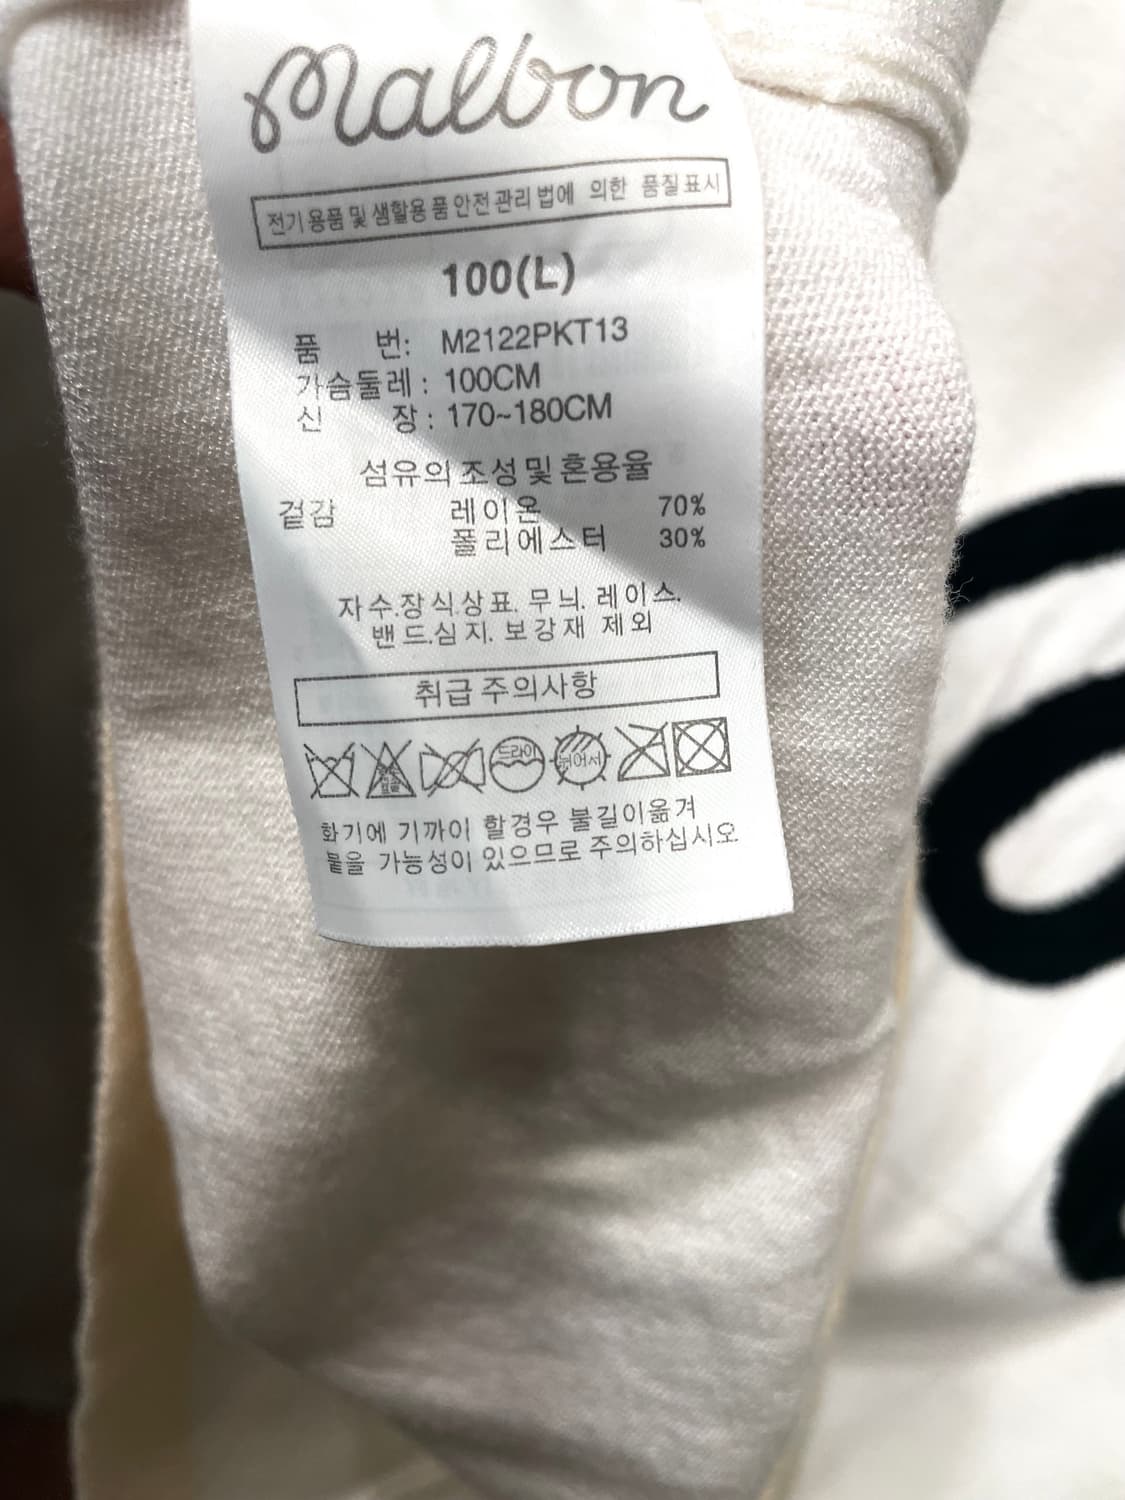 Malbon
전기용품 및 생활용품 안전관리법에 의한 품질표시
100(L)
품 번: M2122PKT13
가슴둘레: 100CM
신 장: 170~180CM
섬유의 조성 및 혼용율
겉감 레이온 70%
폴리에스터 30%
자수.장식.상표. 무늬. 레이스.
밴드.심지. 보강재 제외
취급 주의사항
드라이
뉘어서
화기에 가까이 할경우 불길이옮겨
붙을 가능성이 있으므로 주의하십시오